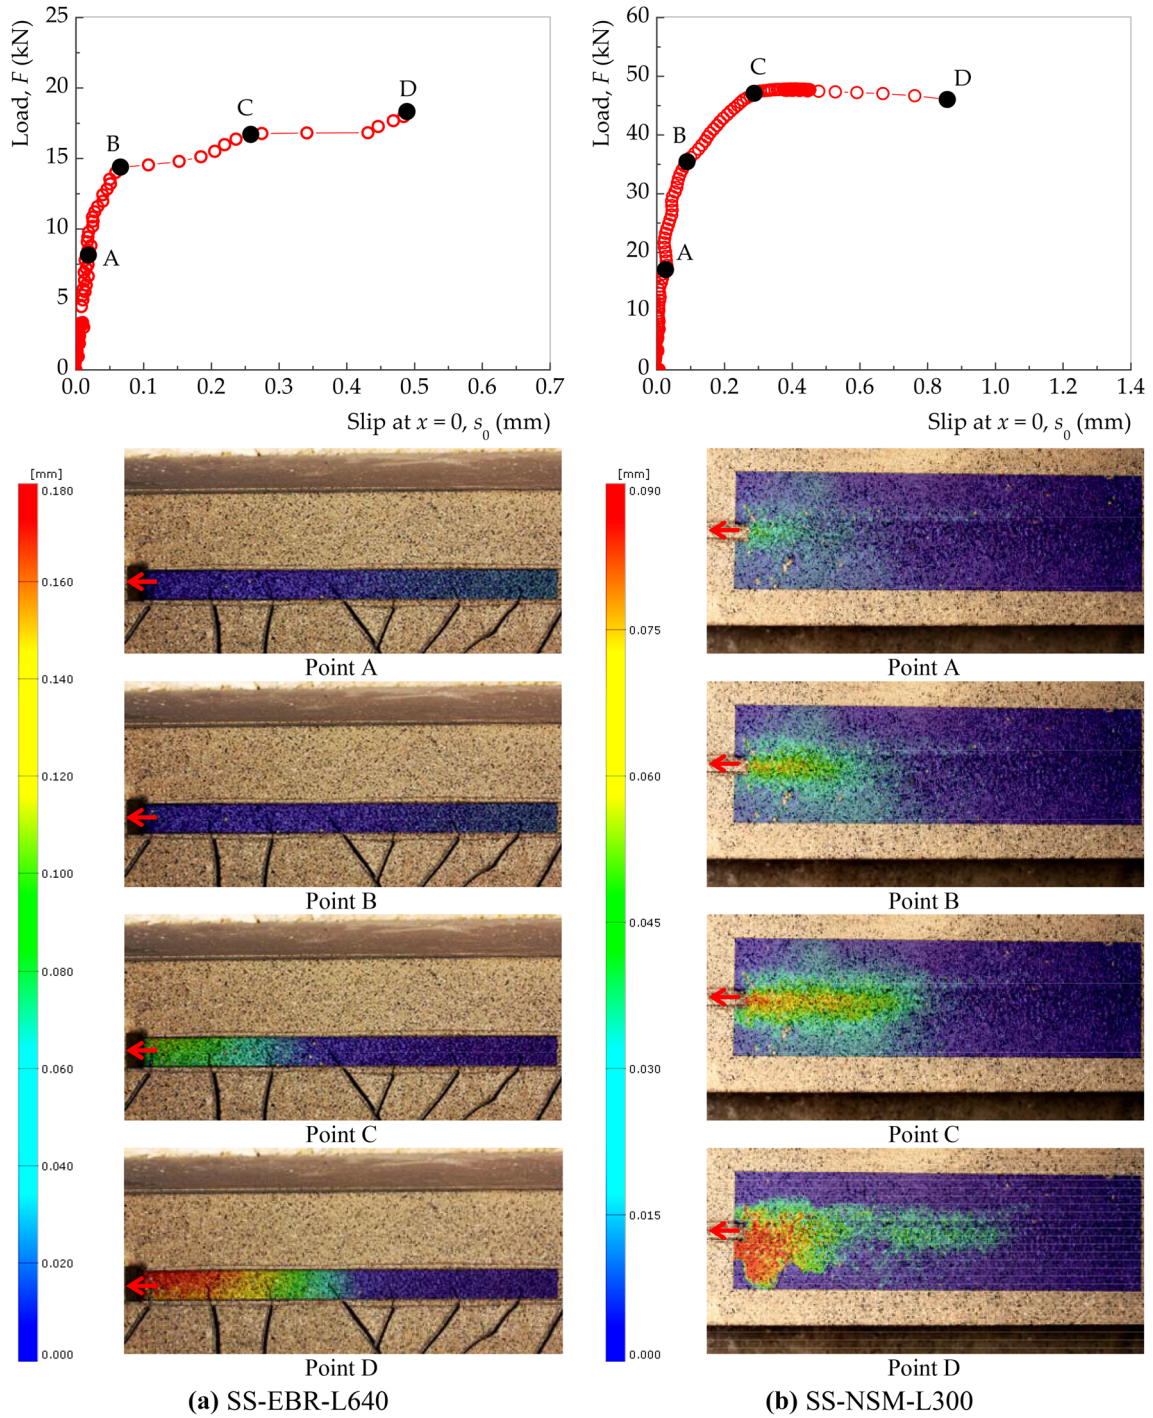 25
20
15
10
5
0
Load, F (kN)
A
B
C
D
0.0 0.1 0.2 0.3 0.4 0.5 0.6 0.7
Slip at x = 0, s0 (mm)
60
50
40
30
20
10
0
Load, F (kN)
A
B
C
D
0.0 0.2 0.4 0.6 0.8 1.0 1.2 1.4
Slip at x = 0, s0 (mm)
[mm]
0.180
0.160
0.140
0.120
0.100
0.080
0.060
0.040
0.020
0.000
Point A
Point B
Point C
Point D
(a) SS-EBR-L640
[mm]
0.090
0.075
0.060
0.045
0.030
0.015
0.000
Point A
Point B
Point C
Point D
(b) SS-NSM-L300